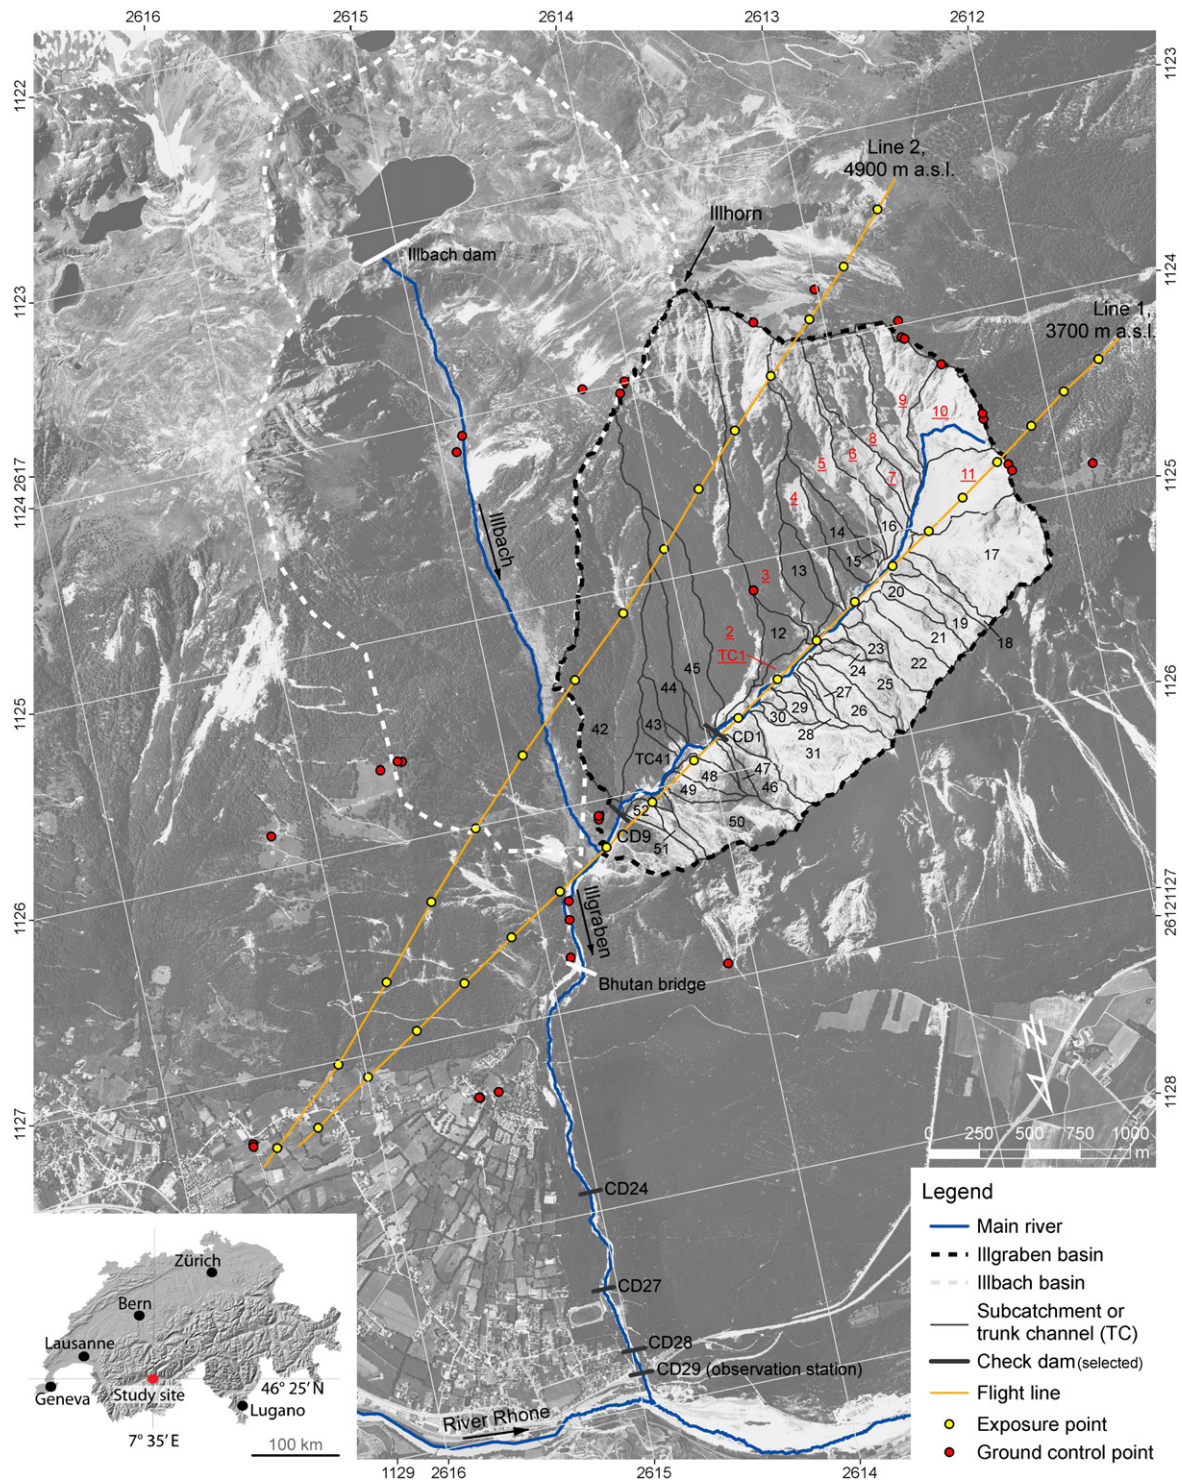 2616
2615
2614
2613
2612
1122
1123
1124 2617
1125
1126
1127
1123
1124
1125
1126
2612 1127
1128
Line 2,
4900 m a.s.l.
Illhorn
Illbach dam
Line 1,
3700 m a.s.l.
9
10
8
6
5
7
11
4
14
16
15
17
3
13
20
12
19
2
21
18
TC1
23
45
24
22
44
27
25
29
26
30
42
43
28
CD1
31
TC41
48
47
49
46
52
50
CD9
51
Illbach
Illgraben
Bhutan bridge
N
0 250 500 750 1000
m
CD24
CD27
CD28
CD29 (observation station)
River Rhone
1129
2616
2615
2614
Legend
Main river
Illgraben basin
Illbach basin
Subcatchment or
trunk channel (TC)
Check dam (selected)
Flight line
Exposure point
Ground control point
Zürich
Bern
Lausanne
Geneva
Study site
46° 25′ N
Lugano
7° 35′ E
100 km